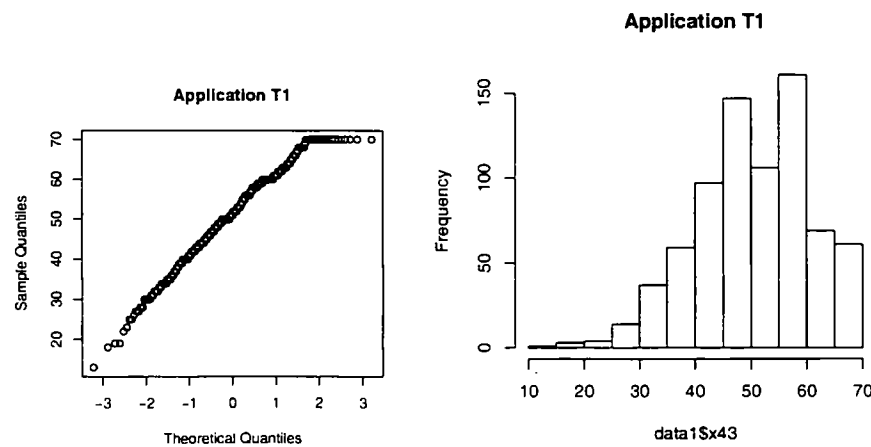 Application T1
Sample Quantiles
70
60
50
40
30
20
−3 −2 −1 0 1 2 3
Theoretical Quantiles
Application T1
Frequency
150
100
50
0
10 20 30 40 50 60 70
data1$x43